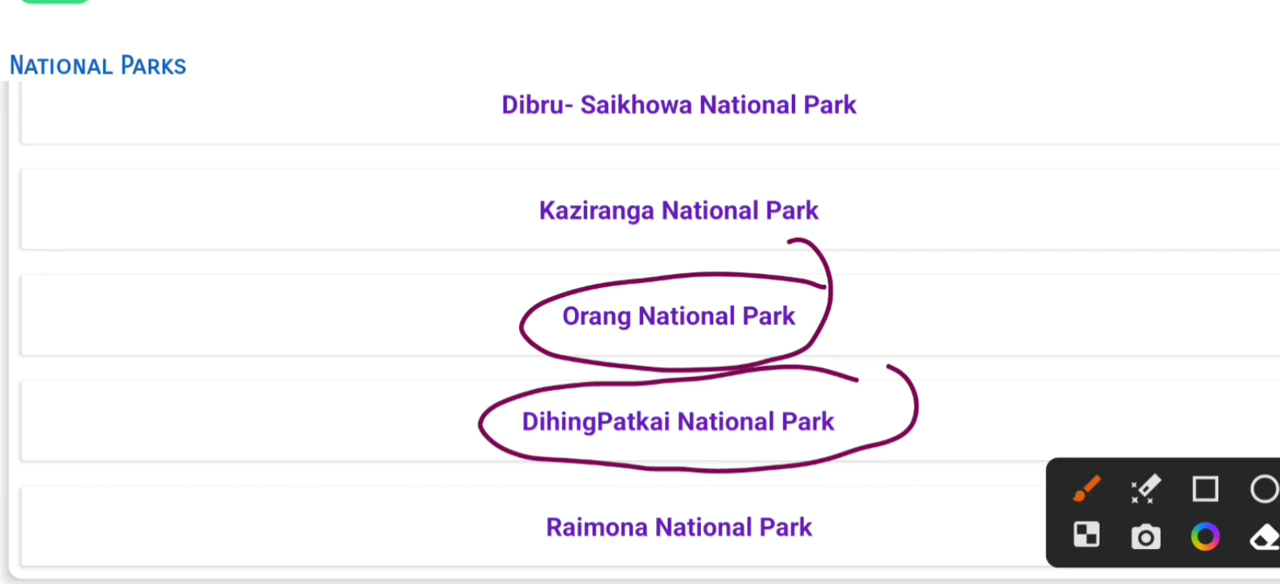 National Parks
Dibru- Saikhowa National Park
Kaziranga National Park
Orang National Park
DihingPatkai National Park
Raimona National Park